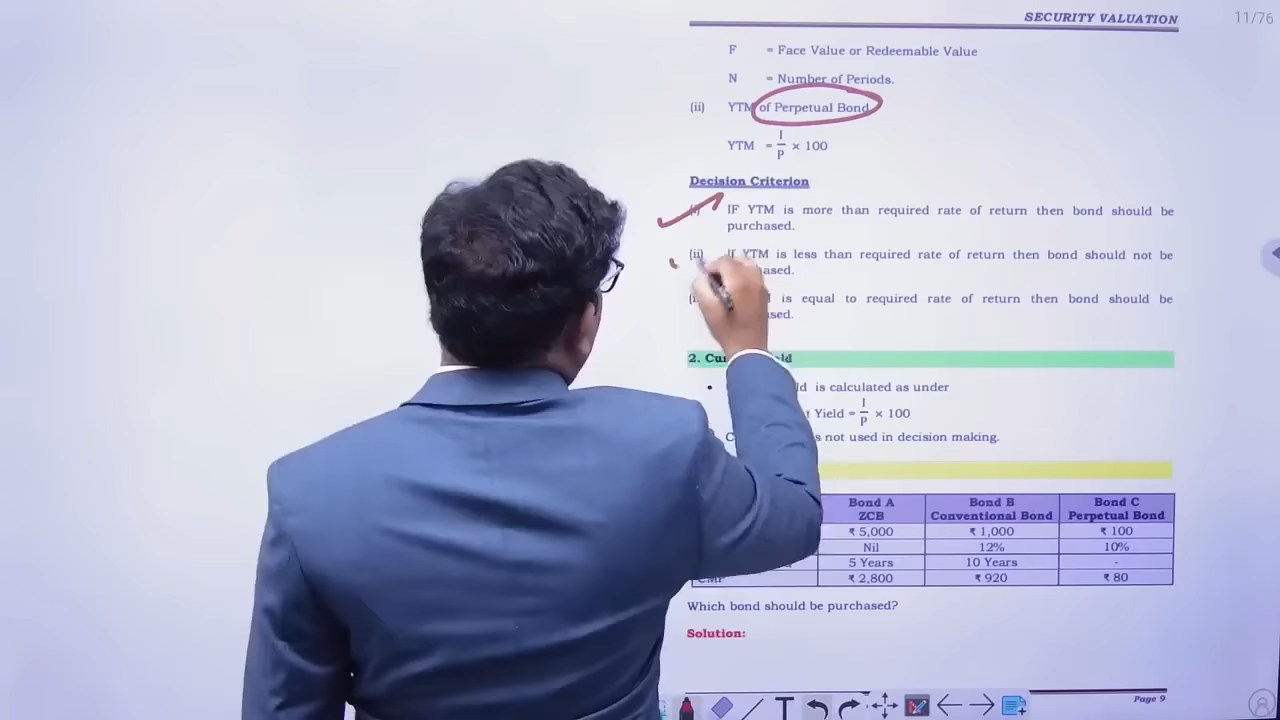 SECURITY VALUATION
11/76
F = Face Value or Redeemable Value
N = Number of Periods.
(ii) YTM of Perpetual Bond
YTM = I/P × 100
Decision Criterion
(i) IF YTM is more than required rate of return then bond should be
purchased.
(ii) If YTM is less than required rate of return then bond should not be
ased.
is equal to required rate of return then bond should be
sed.
2. Cu ld
• ld is calculated as under
t Yield = I/P × 100
C s not used in decision making.
Bond A Bond B Bond C
ZCB Conventional Bond Perpetual Bond
₹ 5,000 ₹ 1,000 ₹ 100
Nil 12% 10%
5 Years 10 Years -
CMP ₹ 2,800 ₹ 920 ₹ 80
Which bond should be purchased?
Solution:
Page 9